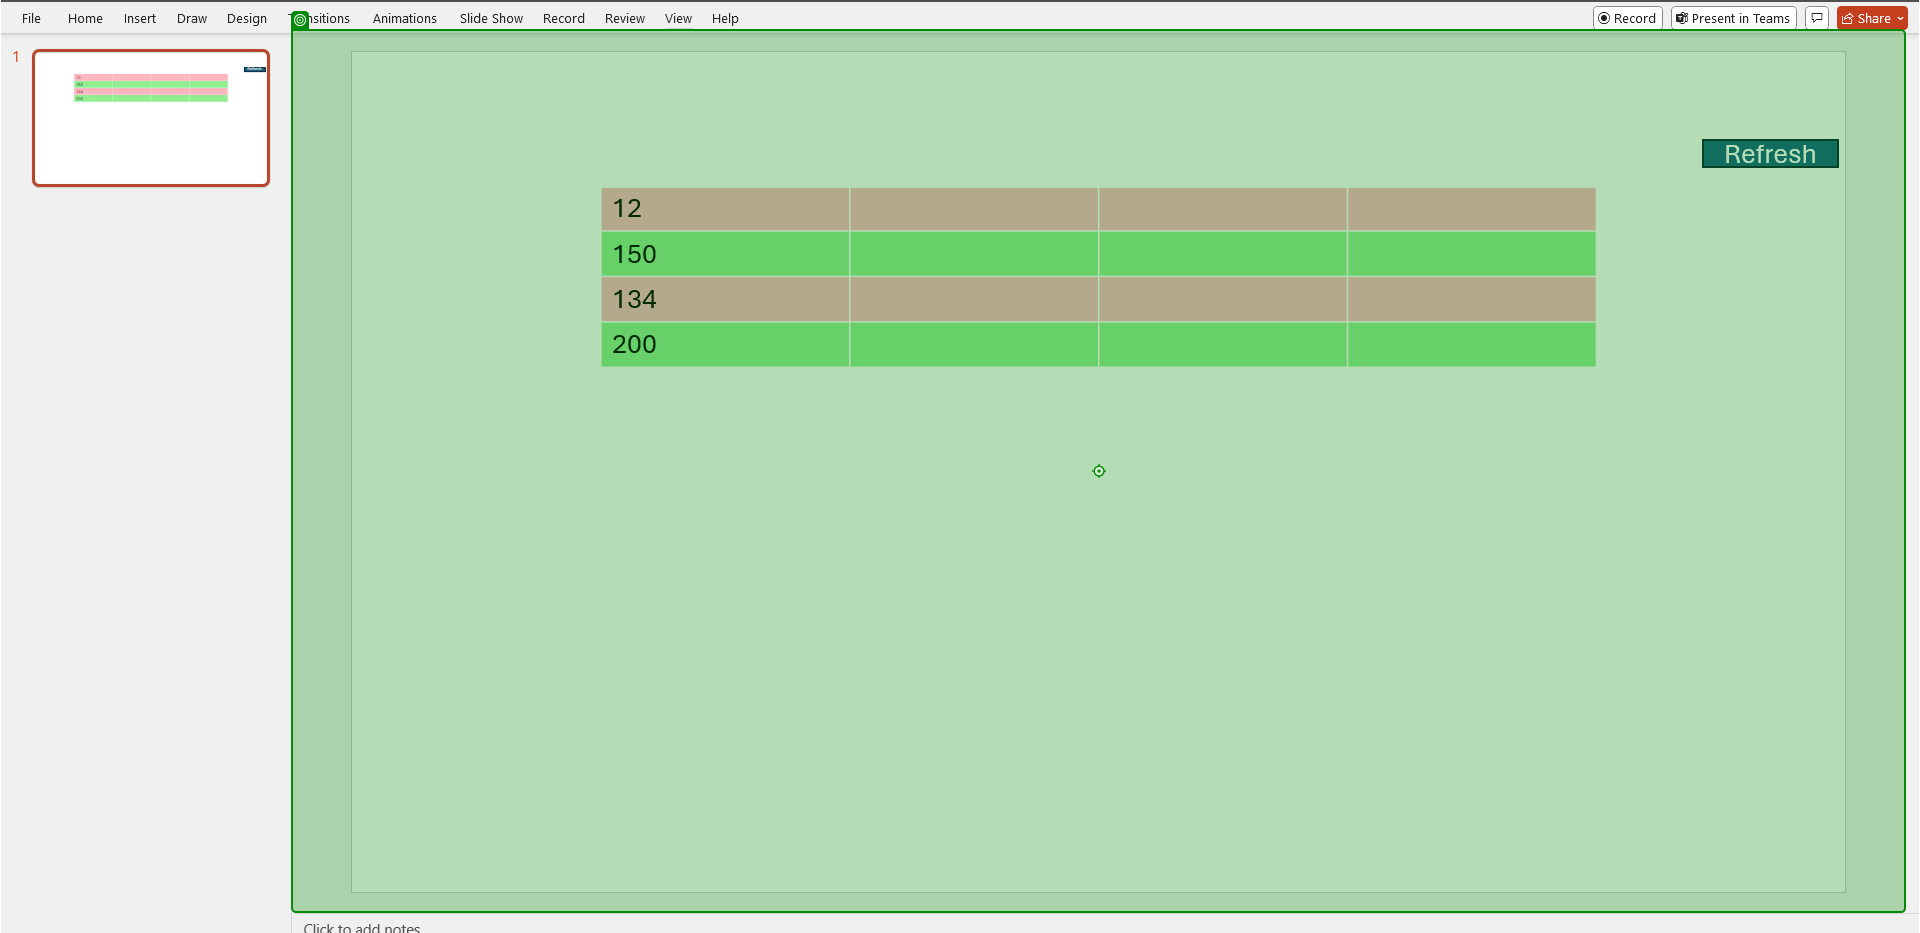 File Home Insert Draw Design nsitions Animations Slide Show Record Review View Help Record Present in Teams Share
1
Refresh
12
150
134
200
Click to add notes